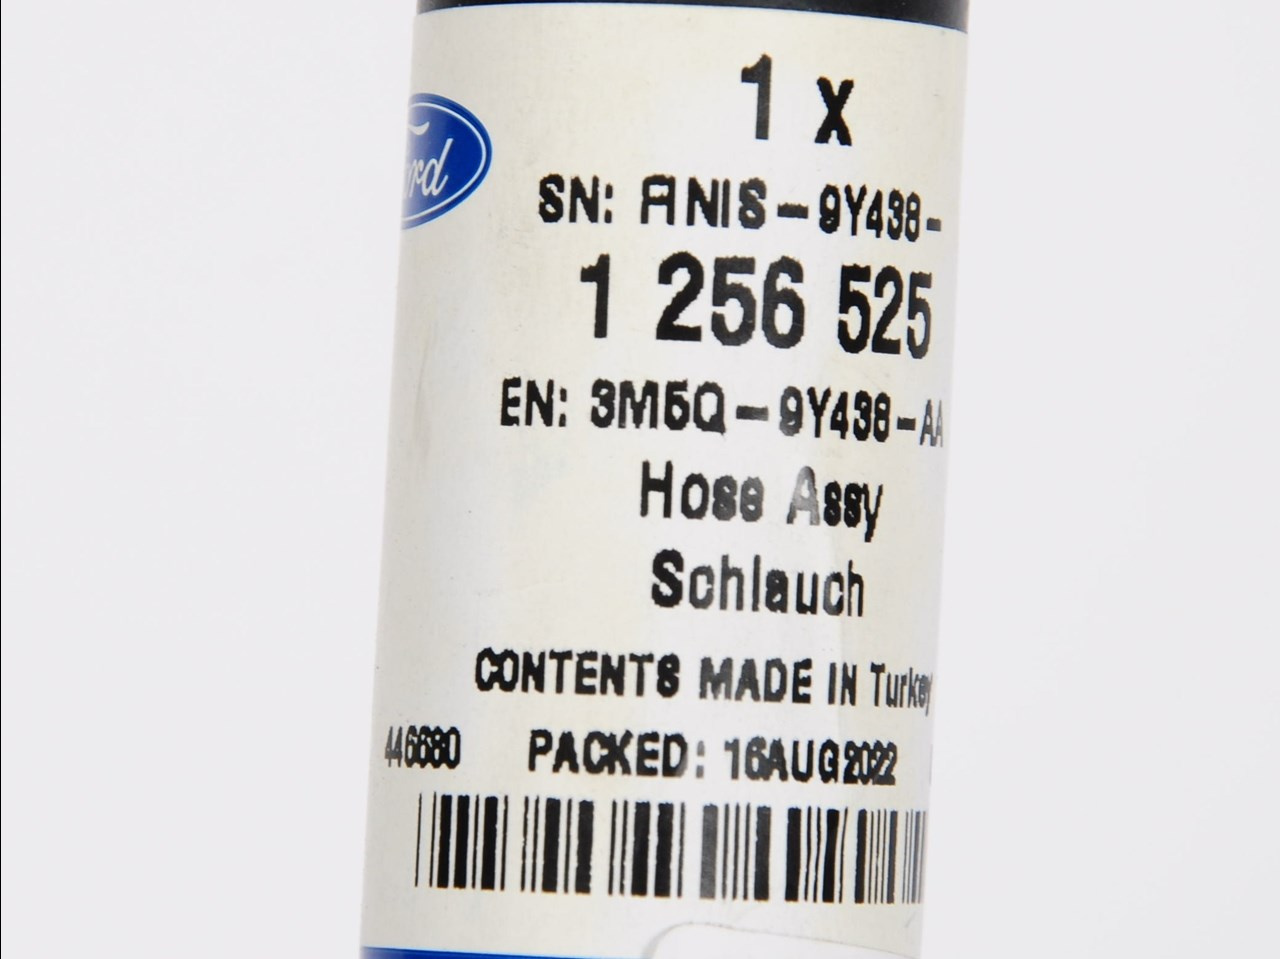 1 x
Ford
SN: ANIS-9Y438-
1 256 525
EN: 3M5Q-9Y438-AA
Hose Assy
Schlauch
CONTENTS MADE IN Turkey
446680 PACKED: 16AUG2022